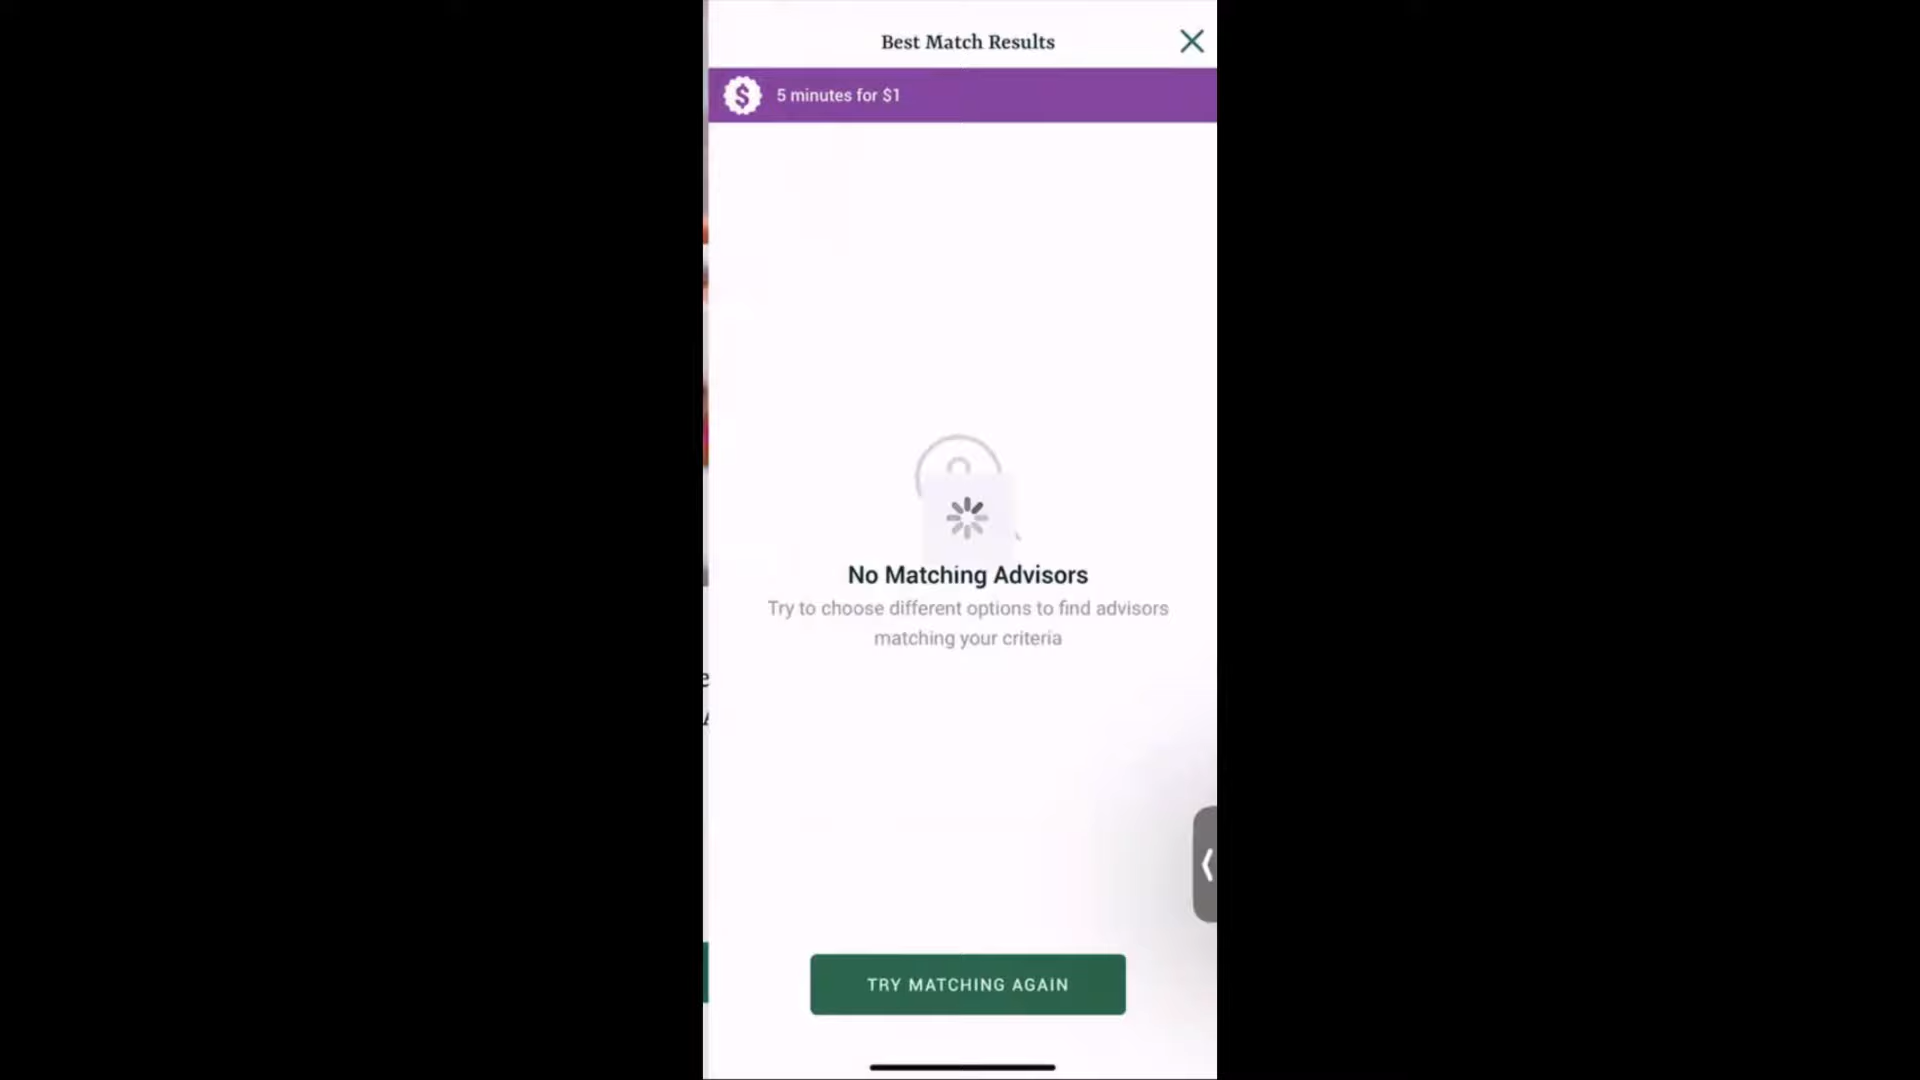 Best Match Results
$ 5 minutes for $1
No Matching Advisors
Try to choose different options to find advisors
matching your criteria
TRY MATCHING AGAIN